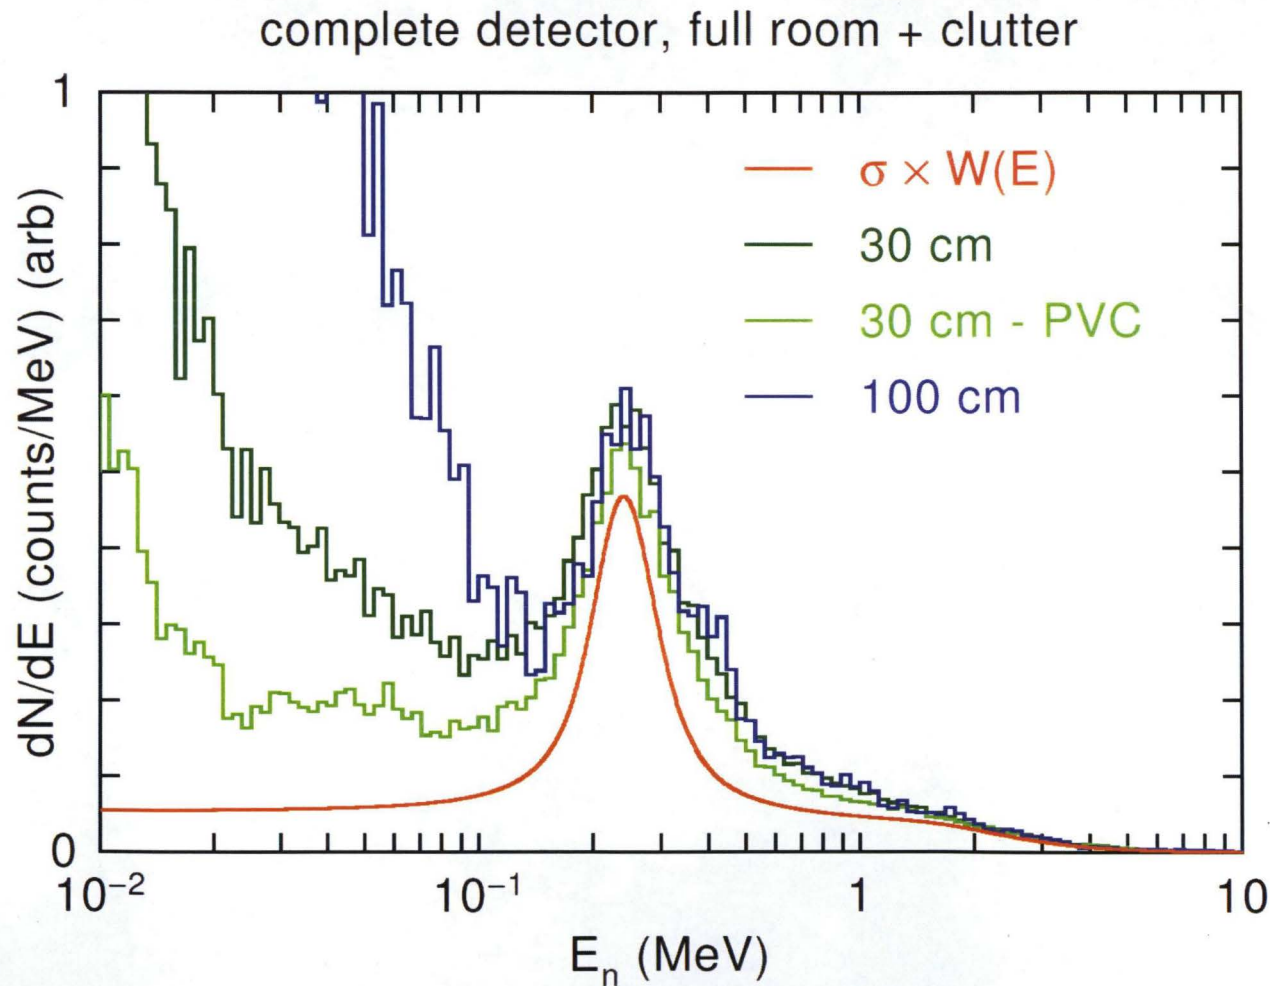 complete detector, full room + clutter
dN/dE (counts/MeV) (arb)
1
0
σ × W(E)
30 cm
30 cm - PVC
100 cm
10⁻² 10⁻¹ 1 10
Eₙ (MeV)